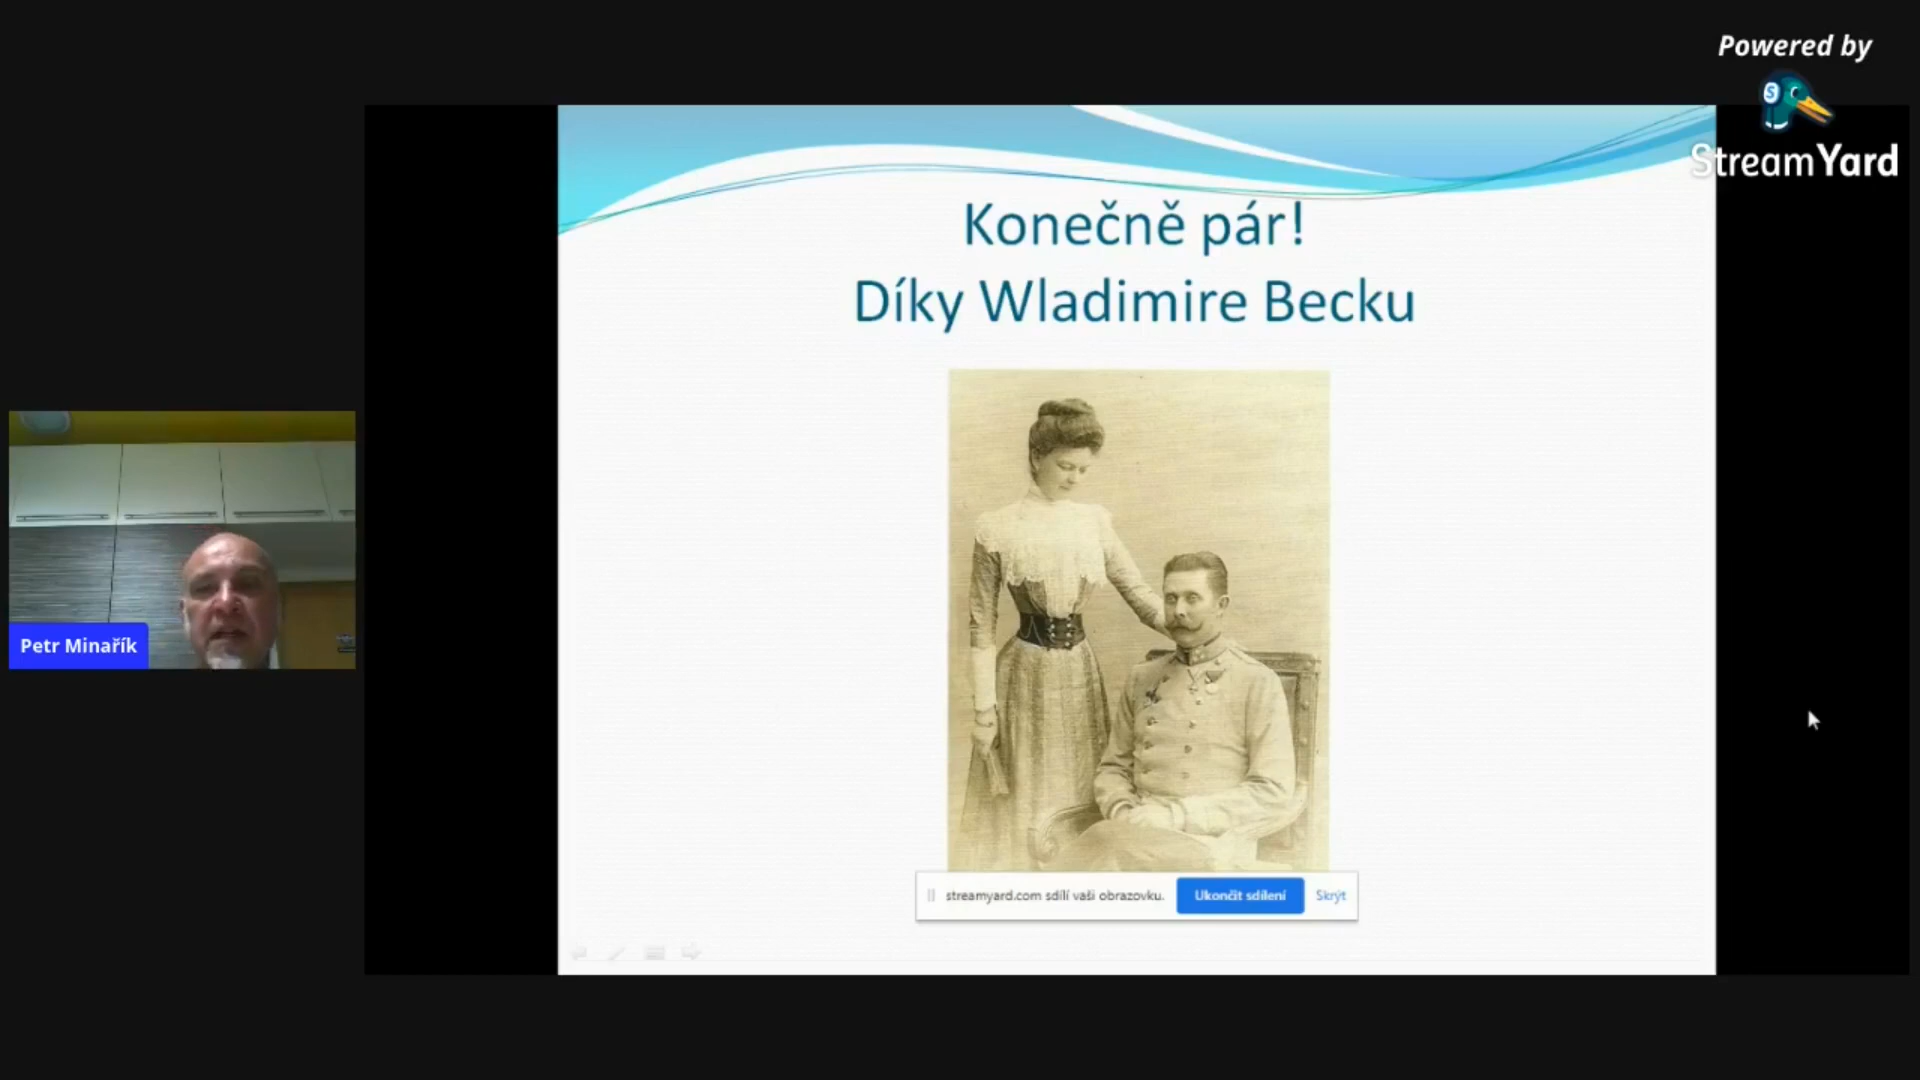 Powered by
StreamYard
Konečně pár!
Díky Wladimire Becku
Petr Minařík
streamyard.com sdílí vaši obrazovku.
Ukončit sdílení
Skrýt